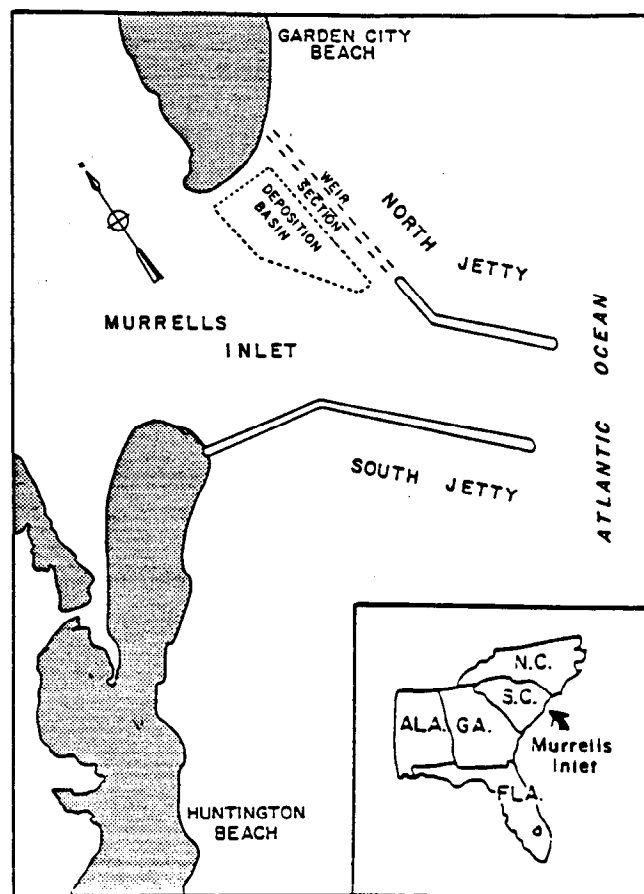 GARDEN CITY
BEACH
WEIR
SECTION
DEPOSITION
BASIN
NORTH
JETTY
MURRELLS
INLET
ATLANTIC OCEAN
SOUTH JETTY
HUNTINGTON
BEACH
N.C.
S.C.
ALA.
GA.
Murrells
Inlet
FLA.